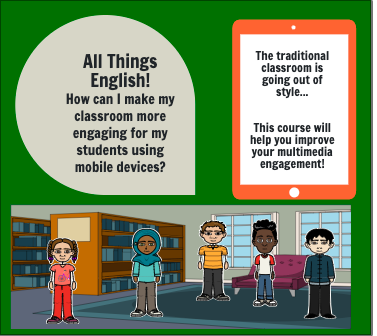 All Things
English!
How can I make my
classroom more
engaging for my
students using
mobile devices?
The traditional
classroom is
going out of
style...
This course will
help you improve
your multimedia
engagement!